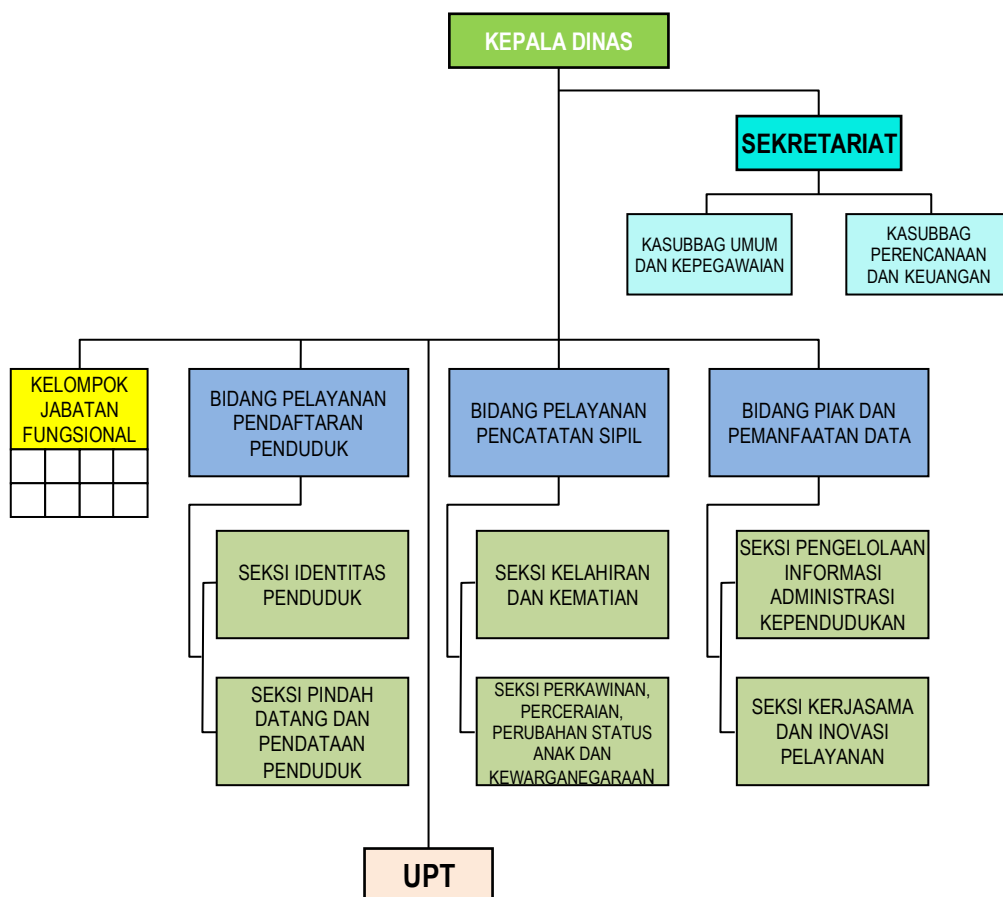 KEPALA DINAS
SEKRETARIAT
KASUBBAG UMUM
DAN KEPEGAWAIAN
KASUBBAG
PERENCANAAN
DAN KEUANGAN
KELOMPOK
JABATAN
FUNGSIONAL
BIDANG PELAYANAN
PENDAFTARAN
PENDUDUK
BIDANG PELAYANAN
PENCATATAN SIPIL
BIDANG PIAK DAN
PEMANFAATAN DATA
SEKSI IDENTITAS
PENDUDUK
SEKSI KELAHIRAN
DAN KEMATIAN
SEKSI PENGELOLAAN
INFORMASI
ADMINISTRASI
KEPENDUDUKAN
SEKSI PINDAH
DATANG DAN
PENDATAAN
PENDUDUK
SEKSI PERKAWINAN,
PERCERAIAN,
PERUBAHAN STATUS
ANAK DAN
KEWARGANEGARAAN
SEKSI KERJASAMA
DAN INOVASI
PELAYANAN
UPT